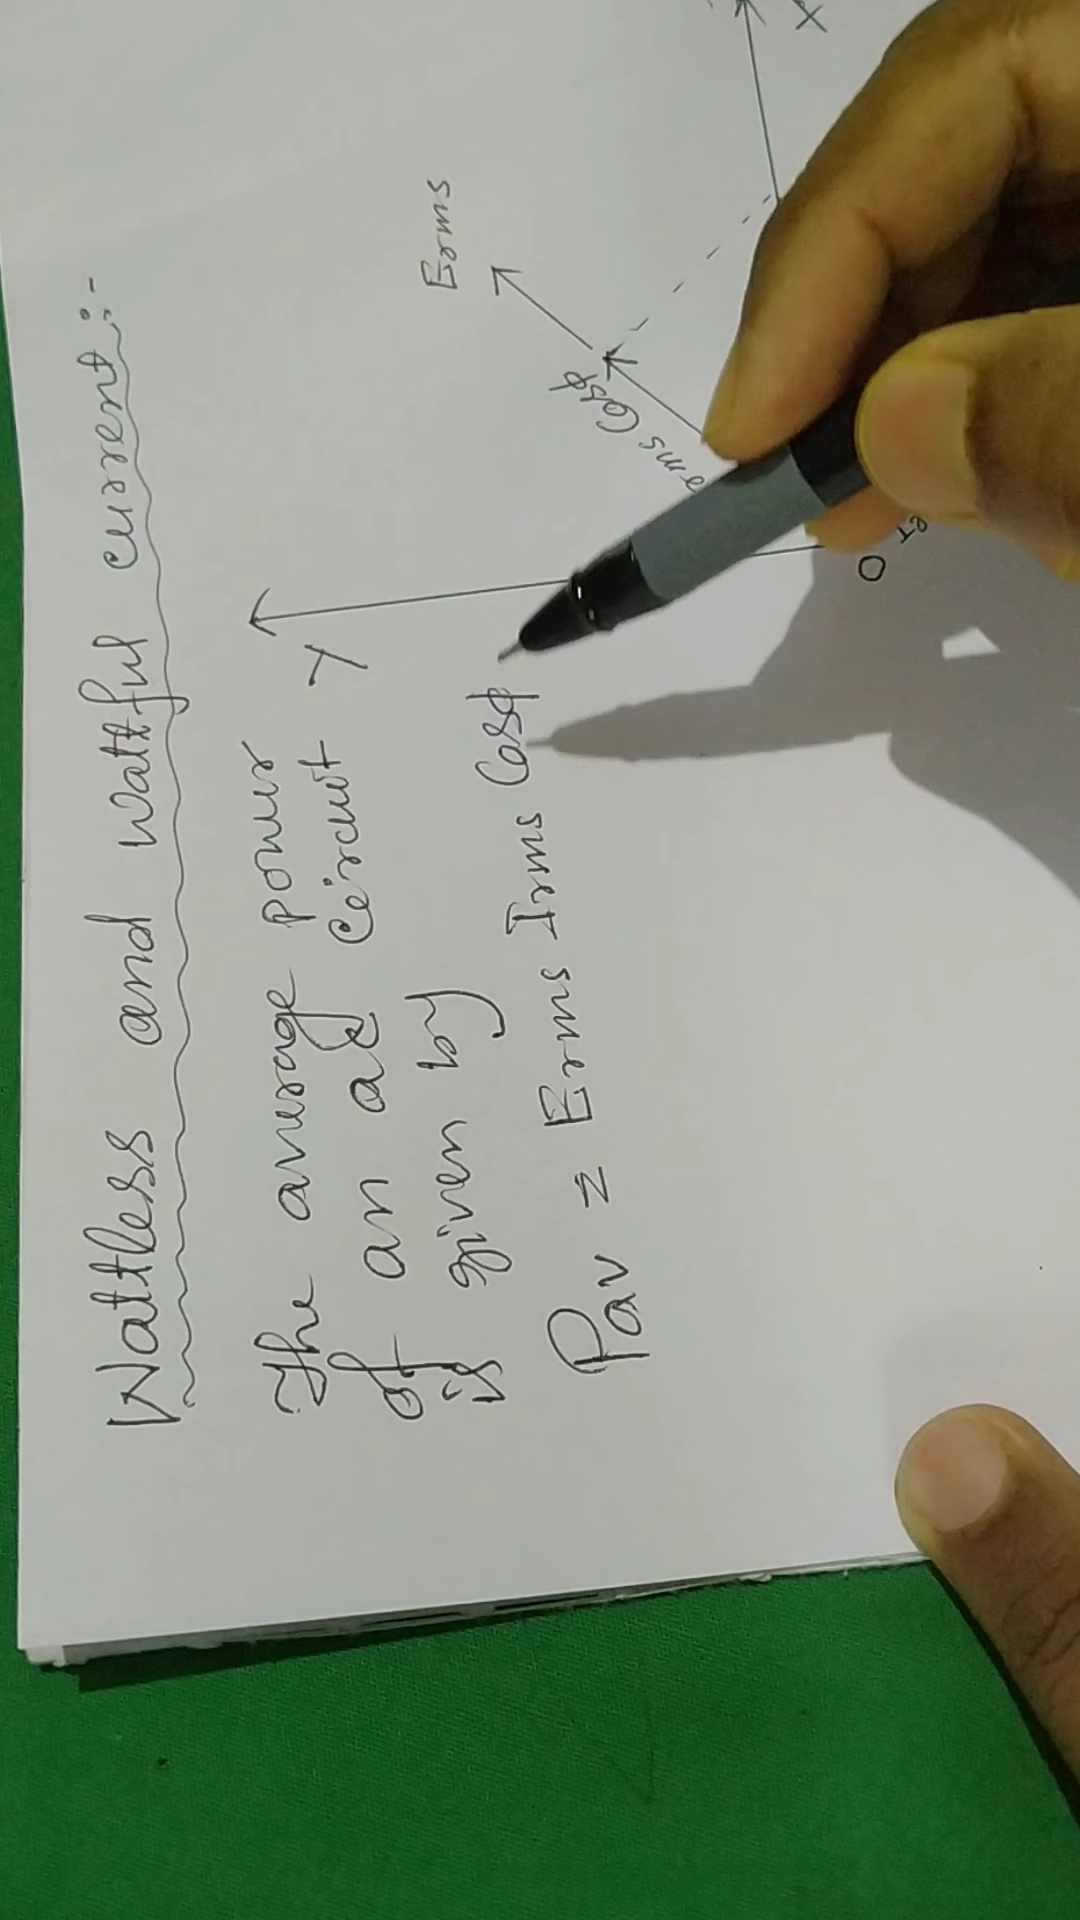 Wattless and wattful current:-
The average power
of an ac circuit
is given by
Pav = Erms Irms Cosϕ
Y
Erms
rms Cosϕ
O
X